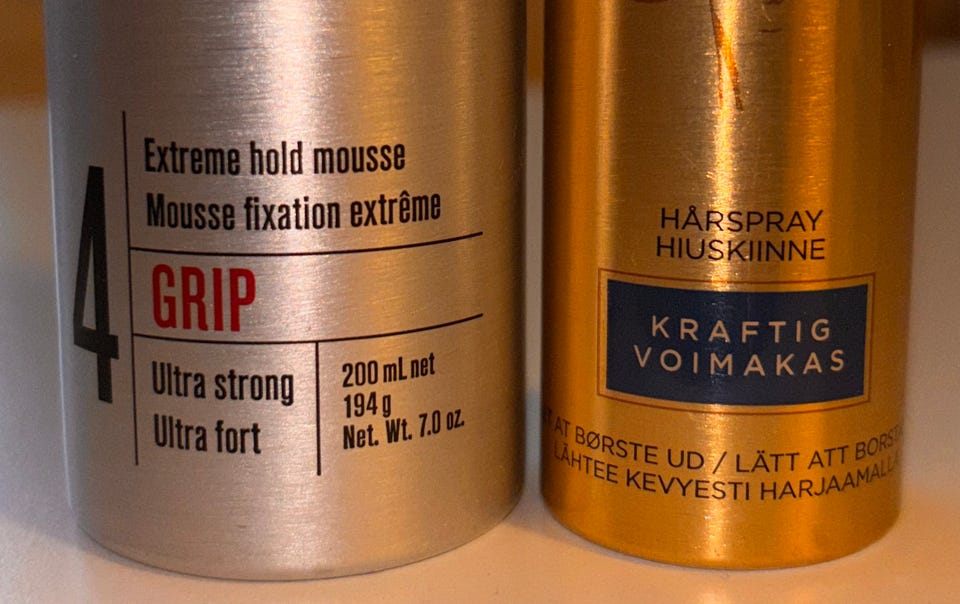 4
Extreme hold mousse
Mousse fixation extrême
GRIP
Ultra strong
Ultra fort
200 mL net
194 g
Net. Wt. 7.0 oz.
HÅRSPRAY
HIUSKIINNE
KRAFTIG
VOIMAKAS
AT BØRSTE UD / LÄTT ATT
LÄHTEE KEVYESTI HARJAAMALLA